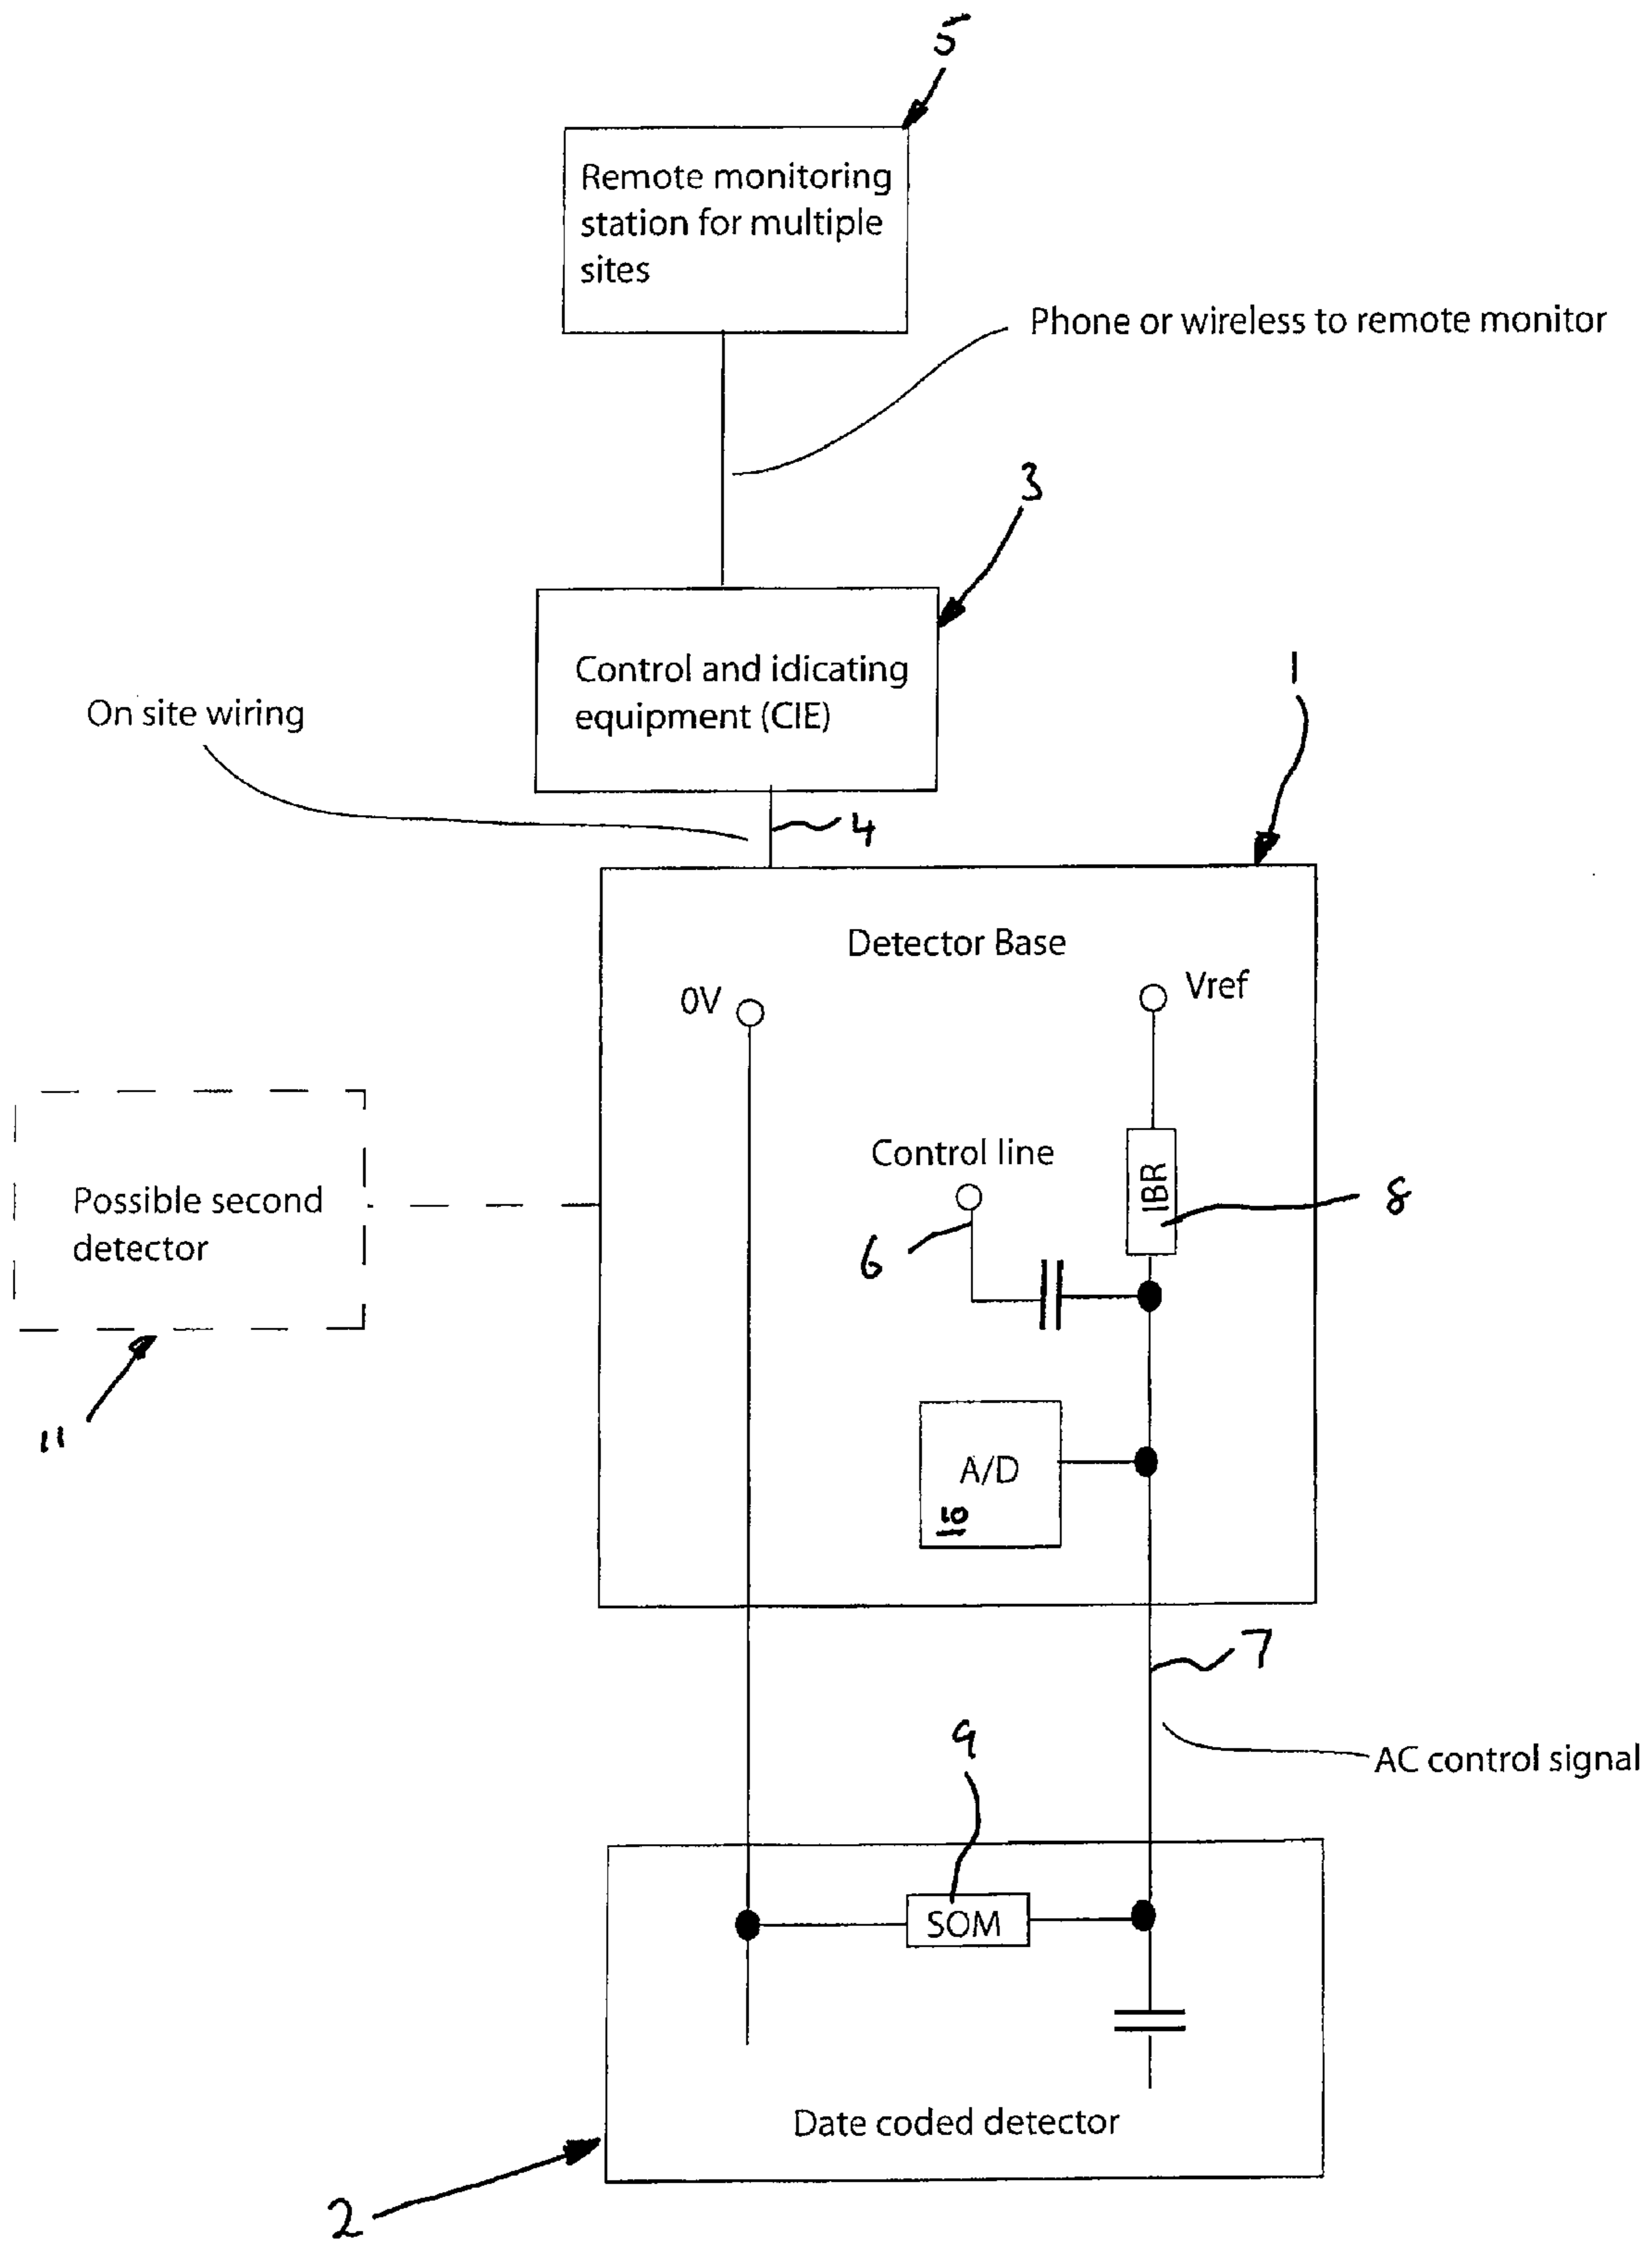 5
Remote monitoring
station for multiple
sites
Phone or wireless to remote monitor
3
Control and idicating
equipment (CIE)
On site wiring
4
1
Detector Base
0V
Vref
Control line
IBR
8
6
Possible second
detector
11
A/D
10
7
AC control signal
9
SOM
Date coded detector
2